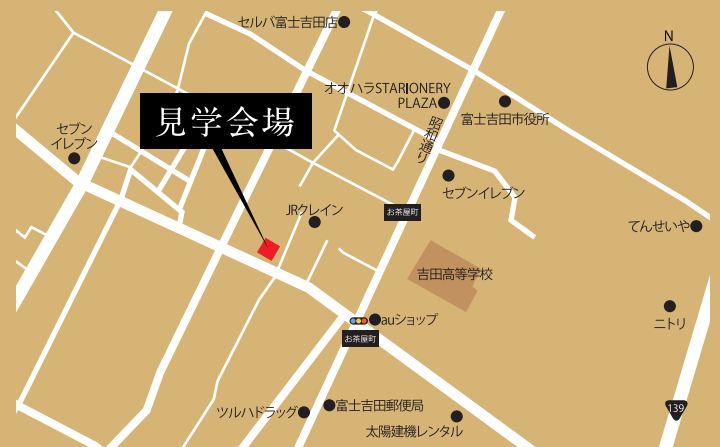 セルバ富士吉田店
N
オオハラSTARIONERY
PLAZA
富士吉田市役所
昭和通り
見学会場
セブン
イレブン
セブンイレブン
JRクレイン
お茶屋町
てんせいや
吉田高等学校
auショップ
ニトリ
お茶屋町
139
ツルハドラッグ
富士吉田郵便局
太陽建機レンタル